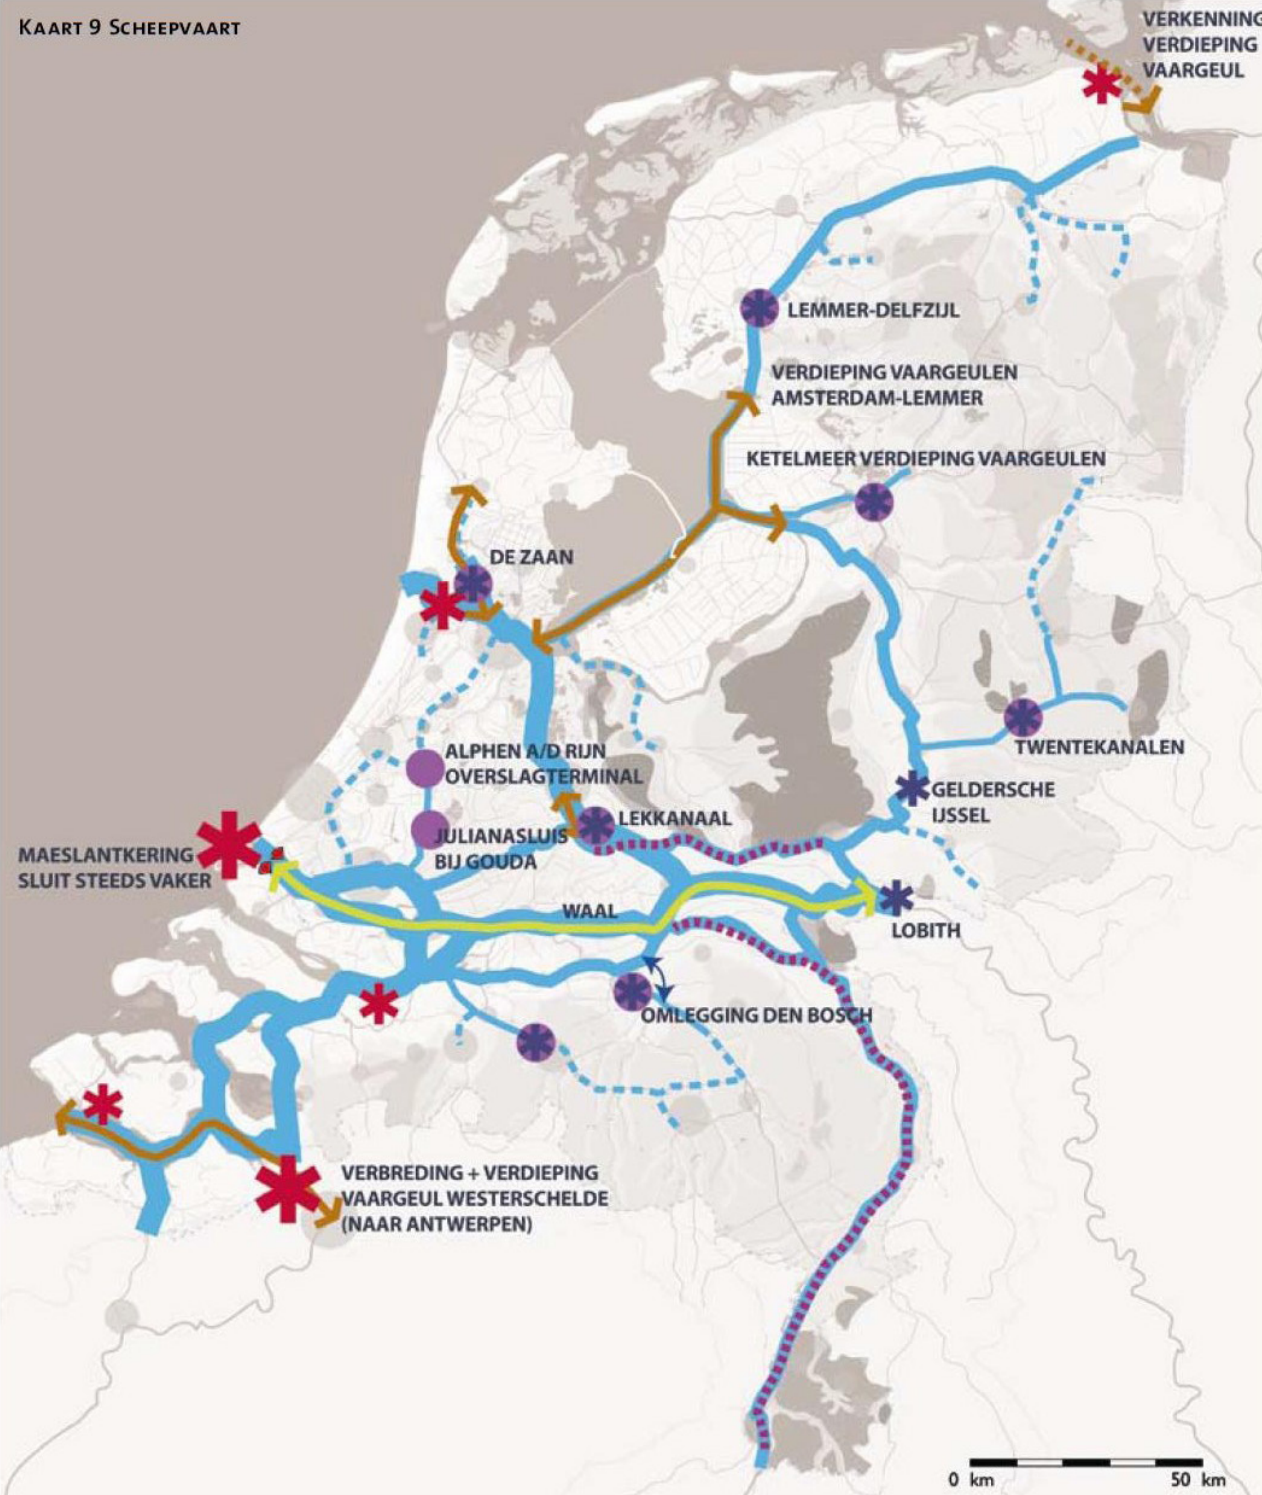 Kaart 9 Scheepvaart
VERKENNING
VERDIEPING
VAARGEUL
LEMMER-DELFZIJL
VERDIEPING VAARGEULEN
AMSTERDAM-LEMMER
KETELMEER VERDIEPING VAARGEULEN
DE ZAAN
TWENTEKANALEN
ALPHEN A/D RIJN
OVERSLAGTERMINAL
GELDERSCHE
IJSSEL
LEKKANAAL
JULIANASLUIS
BIJ GOUDA
MAESLANTKERING
SLUIT STEEDS VAKER
WAAL
LOBITH
OMLEGGING DEN BOSCH
VERBREDING + VERDIEPING
VAARGEUL WESTERSCHELDE
(NAAR ANTWERPEN)
0 km 50 km